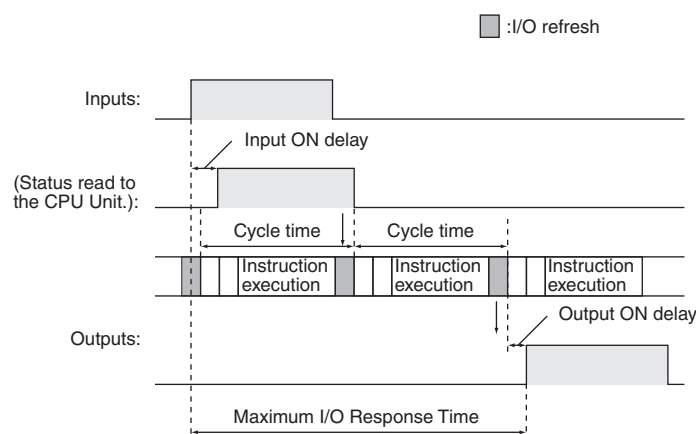 :I/O refresh
Inputs:
Input ON delay
(Status read to
the CPU Unit.):
Cycle time
Cycle time
Instruction
execution
Instruction
execution
Instruction
execution
Output ON delay
Outputs:
Maximum I/O Response Time